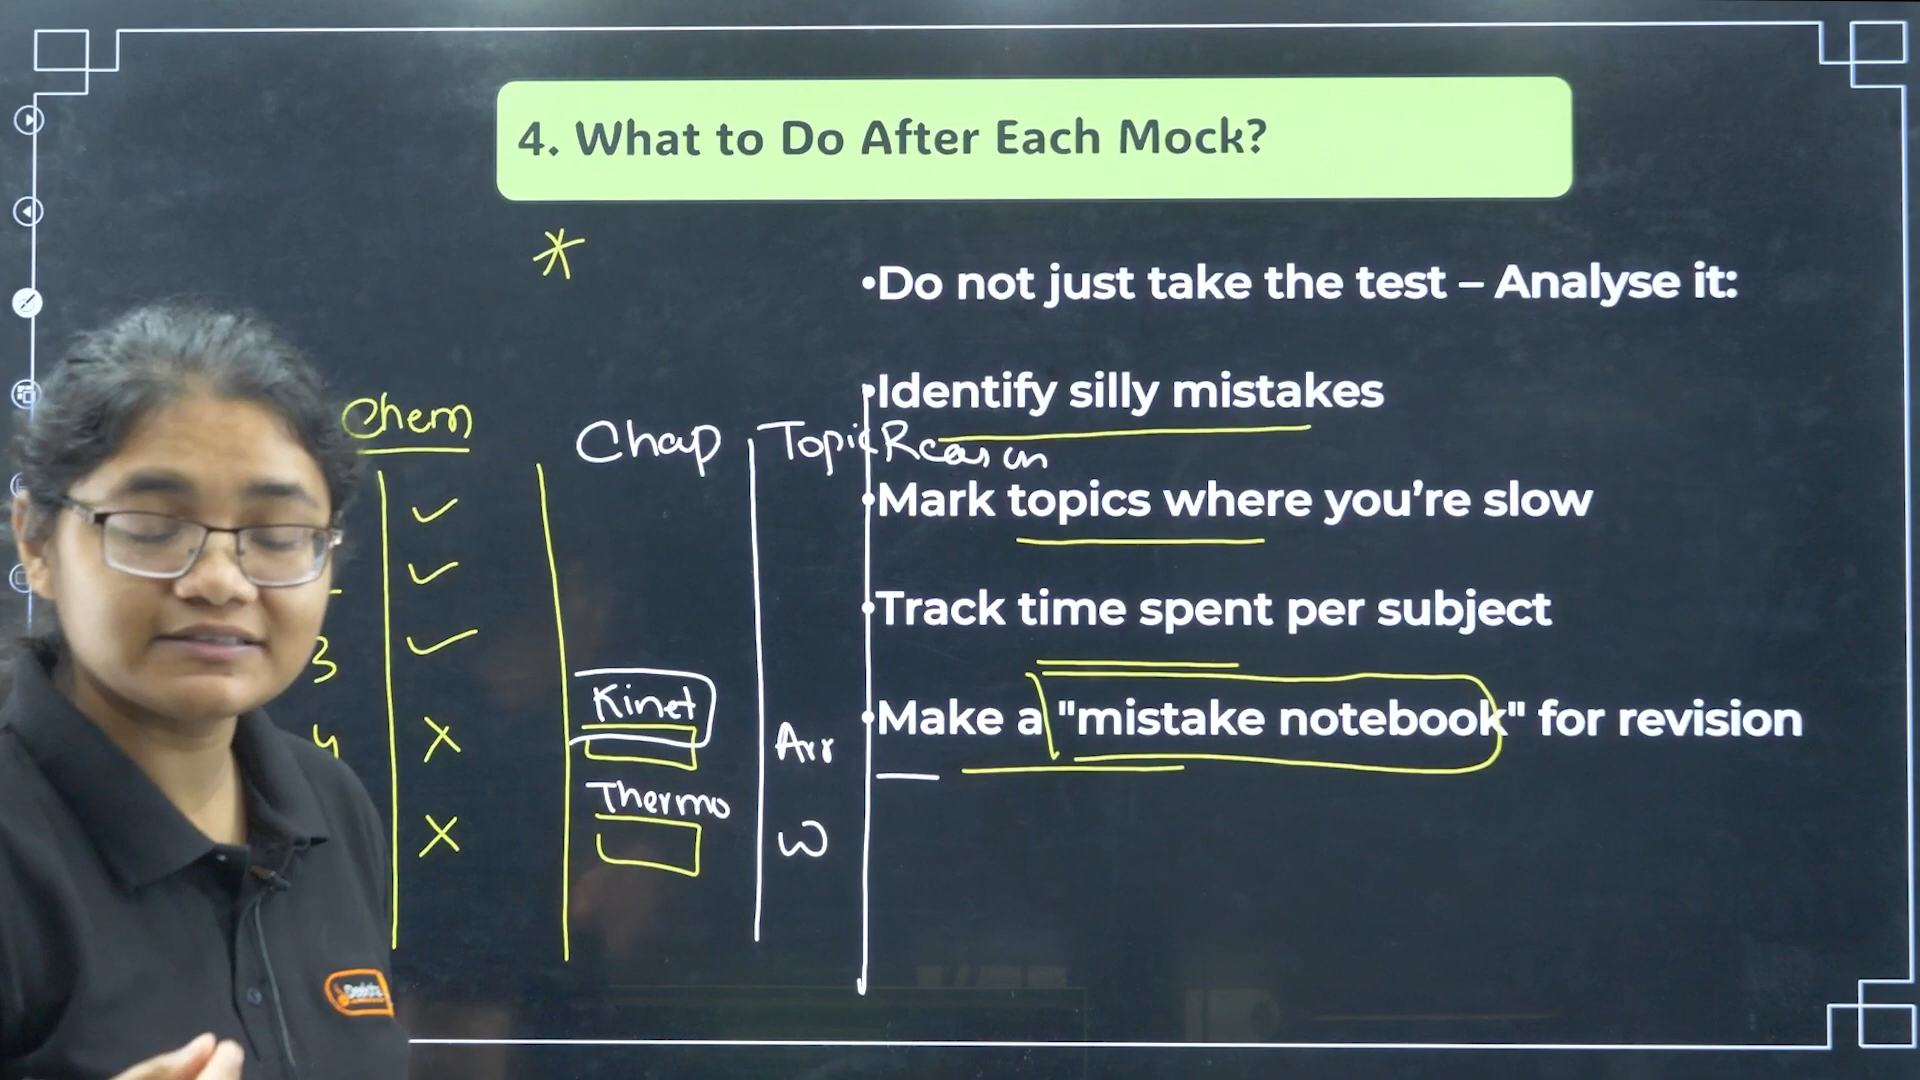 4. What to Do After Each Mock?
*
•Do not just take the test – Analyse it:
•Identify silly mistakes
Chem
Chap Topic Reason
•Mark topics where you're slow
•Track time spent per subject
3
Kinet
•Make a "mistake notebook" for revision
4 Arr
Thermo
W